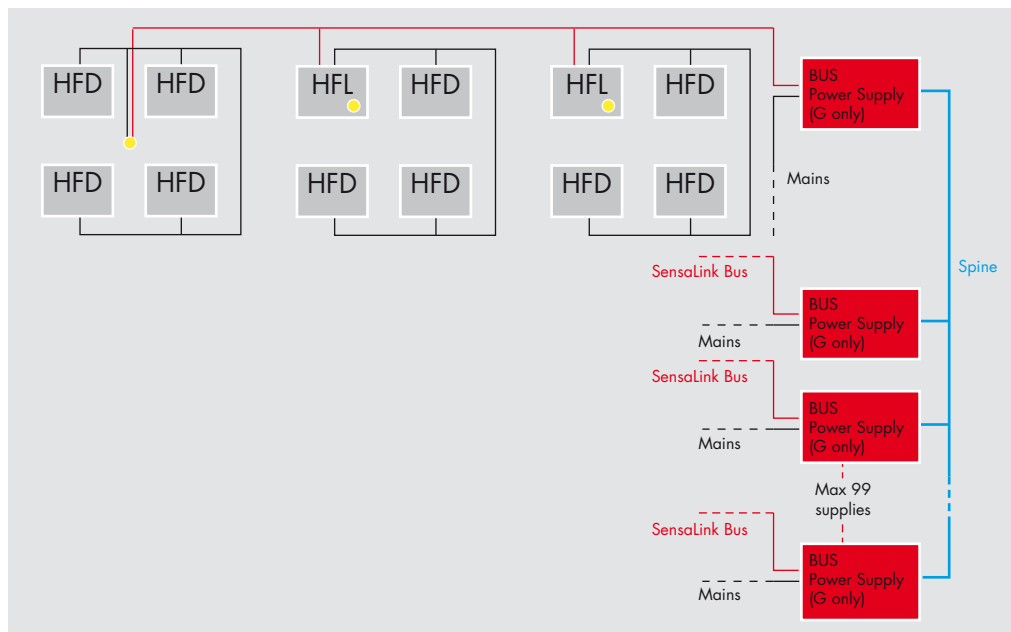 HFD HFD HFL HFD HFL HFD
BUS
Power Supply
(G only)
HFD HFD HFD HFD HFD HFD
Mains
SensaLink Bus
Spine
BUS
Power Supply
(G only)
Mains
SensaLink Bus
BUS
Power Supply
(G only)
Mains
Max 99
supplies
SensaLink Bus
BUS
Power Supply
(G only)
Mains